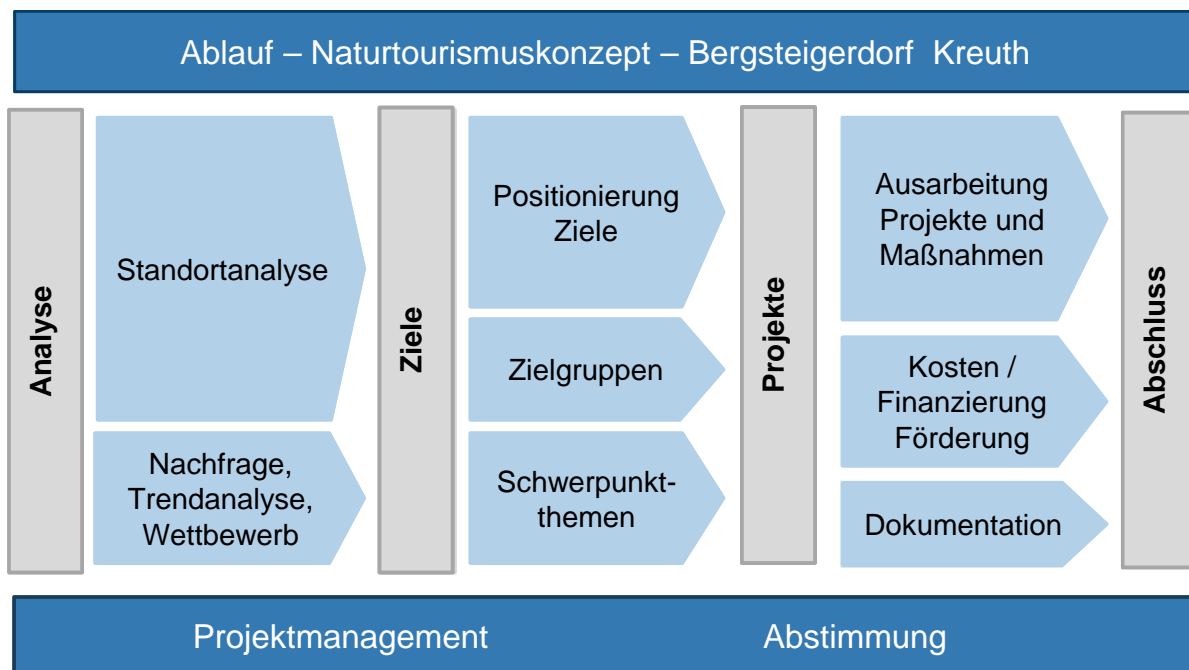 Ablauf – Naturtourismuskonzept – Bergsteigerdorf Kreuth
Analyse
Standortanalyse
Nachfrage,
Trendanalyse,
Wettbewerb
Ziele
Positionierung
Ziele
Zielgruppen
Schwerpunkt-
themen
Projekte
Ausarbeitung
Projekte und
Maßnahmen
Kosten /
Finanzierung
Förderung
Dokumentation
Abschluss
Projektmanagement
Abstimmung